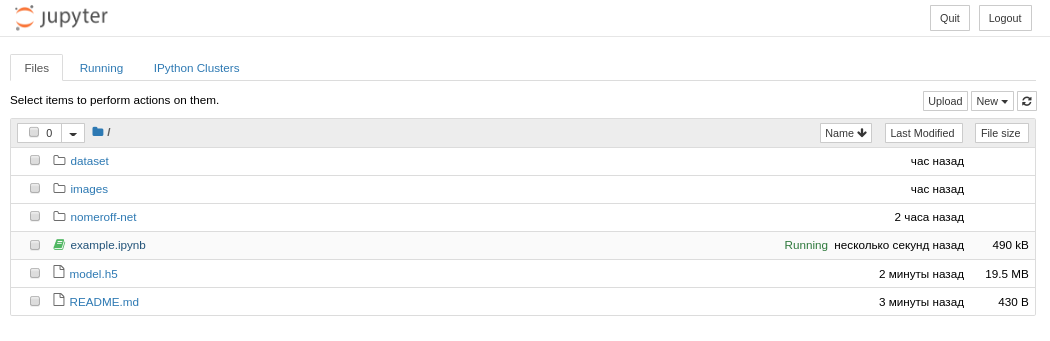 jupyter Quit Logout
Files Running IPython Clusters
Select items to perform actions on them. Upload New
0 / Name Last Modified File size
dataset час назад
images час назад
nomeroff-net 2 часа назад
example.ipynb Running несколько секунд назад 490 kB
model.h5 2 минуты назад 19.5 MB
README.md 3 минуты назад 430 B